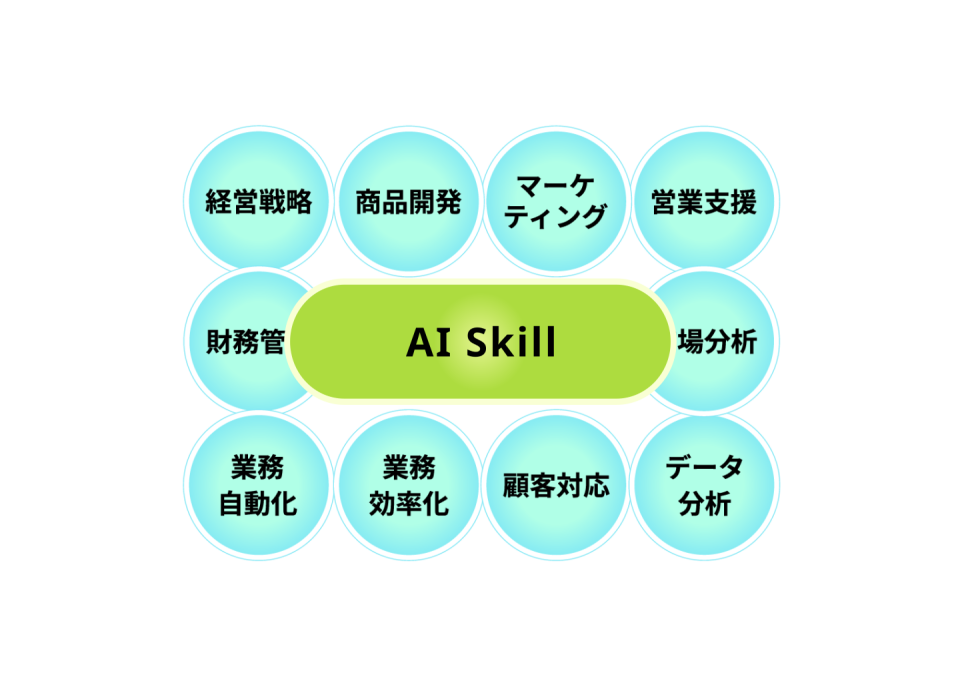 経営戦略
商品開発
マーケ
ティング
営業支援
財務管
AI Skill
場分析
業務
自動化
業務
効率化
顧客対応
データ
分析